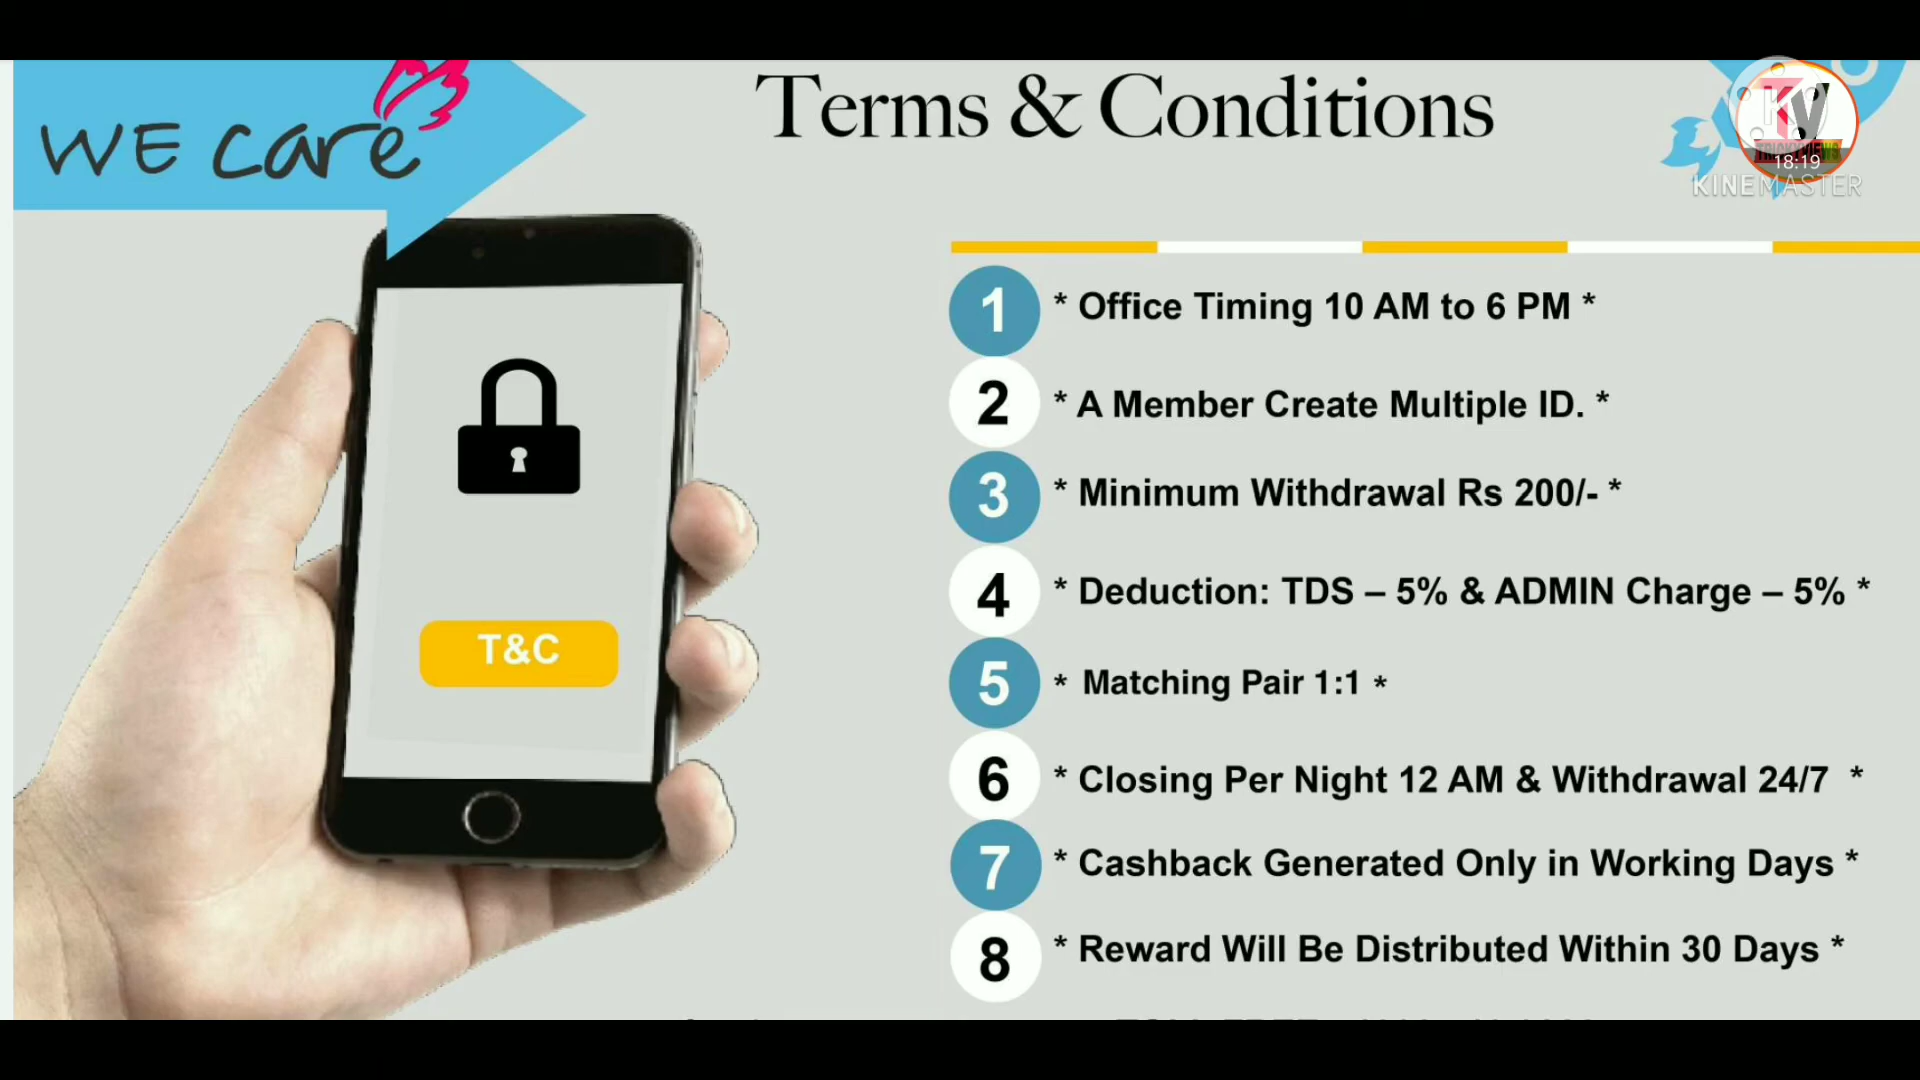 WE care
Terms & Conditions
KV
18:19
KINEMASTER
1 * Office Timing 10 AM to 6 PM *
2 * A Member Create Multiple ID. *
3 * Minimum Withdrawal Rs 200/- *
4 * Deduction: TDS – 5% & ADMIN Charge – 5% *
T&C
5 * Matching Pair 1:1 *
6 * Closing Per Night 12 AM & Withdrawal 24/7 *
7 * Cashback Generated Only in Working Days *
8 * Reward Will Be Distributed Within 30 Days *